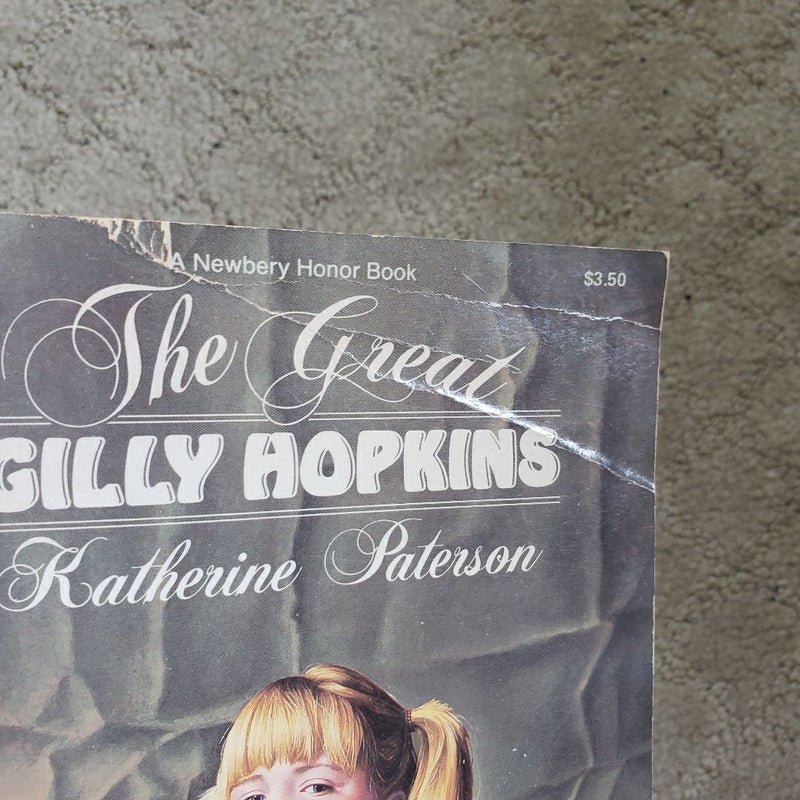 A Newbery Honor Book
$3.50
The Great
GILLY HOPKINS
Katherine Paterson